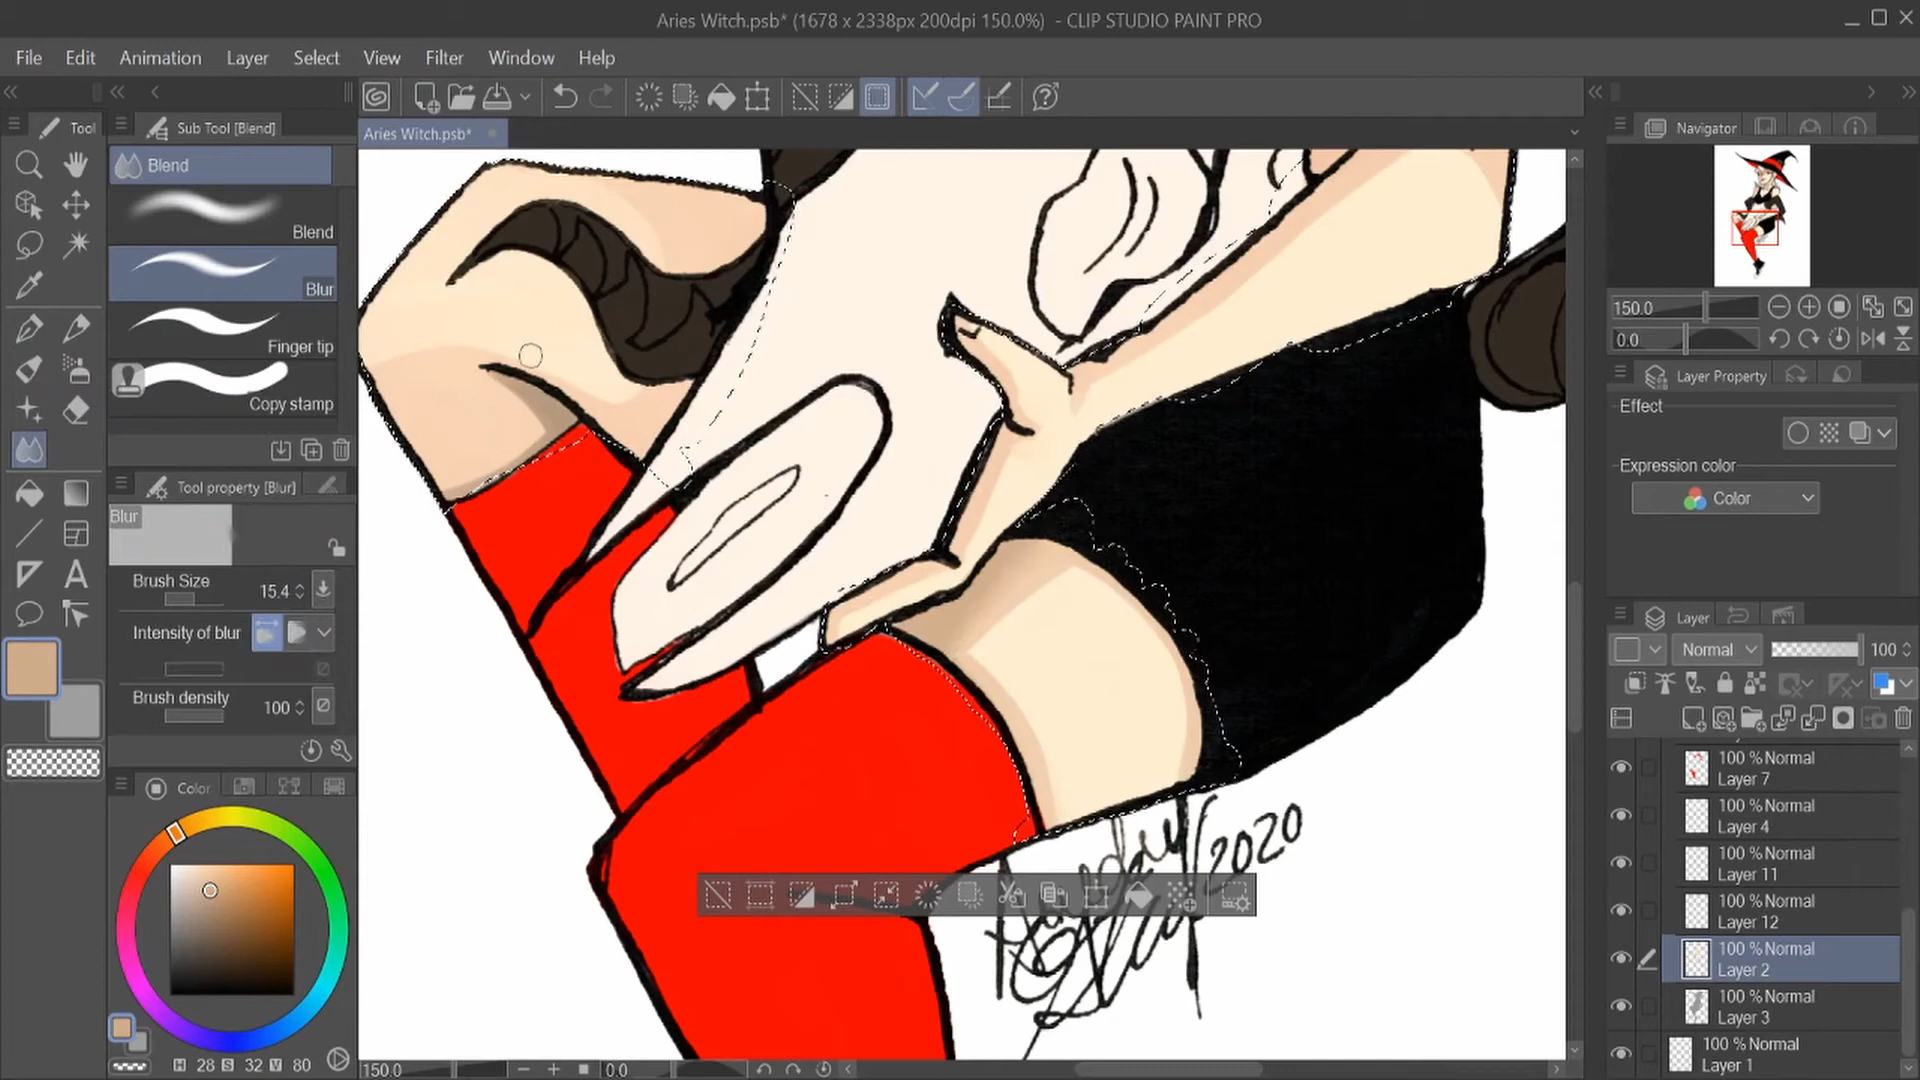 Aries Witch.psb* (1678 x 2338px 200dpi 150.0%) - CLIP STUDIO PAINT PRO
File Edit Animation Layer Select View Filter Window Help
Tool
Sub Tool [Blend]
Aries Witch.psb*
Navigator
Blend
Blend
Blur
Finger tip
Copy stamp
Tool property [Blur]
Blur
Brush Size 15.4
Intensity of blur
Brush density 100
Color
H 28 S 32 V 80
2020
150.0 0.0
150.0
0.0
Layer Property
Effect
Expression color
Color
Layer
Normal 100
100 % Normal
Layer 7
100 % Normal
Layer 4
100 % Normal
Layer 11
100 % Normal
Layer 12
100 % Normal
Layer 2
100 % Normal
Layer 3
100 % Normal
Layer 1